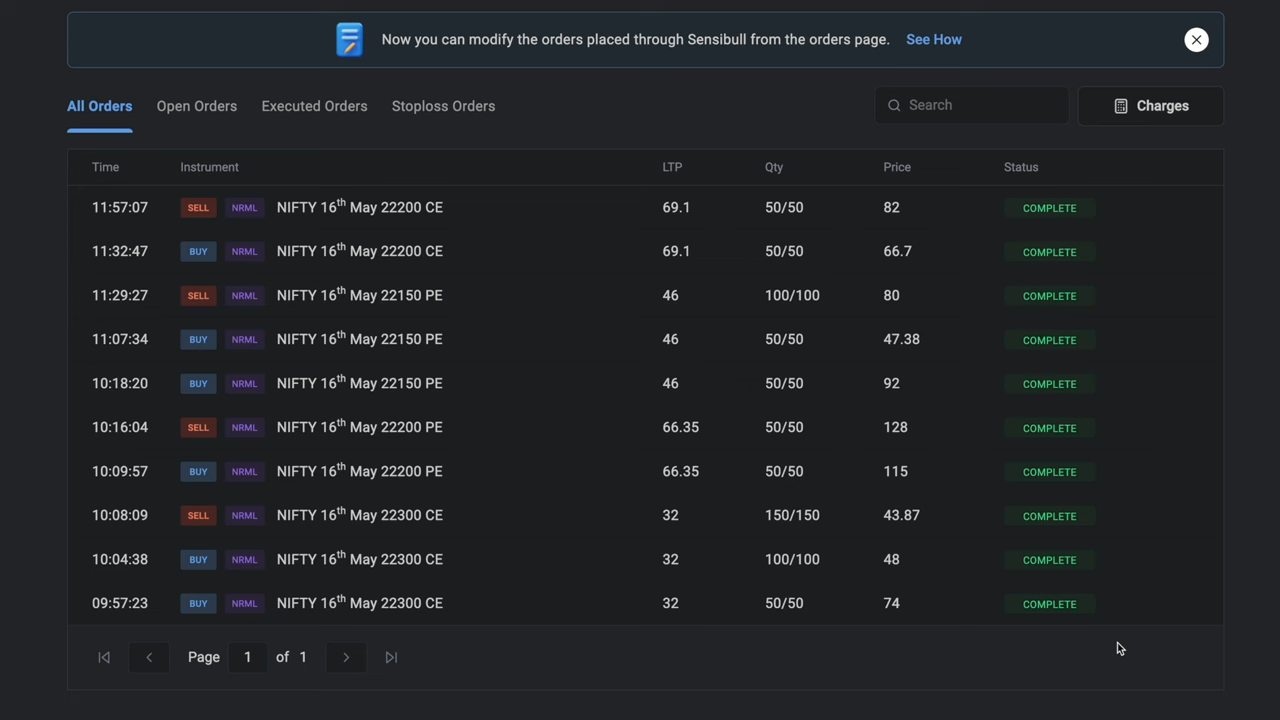 Now you can modify the orders placed through Sensibull from the orders page. See How
All Orders Open Orders Executed Orders Stoploss Orders Search Charges
Time Instrument LTP Qty Price Status
11:57:07 SELL NRML NIFTY 16th May 22200 CE 69.1 50/50 82 COMPLETE
11:32:47 BUY NRML NIFTY 16th May 22200 CE 69.1 50/50 66.7 COMPLETE
11:29:27 SELL NRML NIFTY 16th May 22150 PE 46 100/100 80 COMPLETE
11:07:34 BUY NRML NIFTY 16th May 22150 PE 46 50/50 47.38 COMPLETE
10:18:20 BUY NRML NIFTY 16th May 22150 PE 46 50/50 92 COMPLETE
10:16:04 SELL NRML NIFTY 16th May 22200 PE 66.35 50/50 128 COMPLETE
10:09:57 BUY NRML NIFTY 16th May 22200 PE 66.35 50/50 115 COMPLETE
10:08:09 SELL NRML NIFTY 16th May 22300 CE 32 150/150 43.87 COMPLETE
10:04:38 BUY NRML NIFTY 16th May 22300 CE 32 100/100 48 COMPLETE
09:57:23 BUY NRML NIFTY 16th May 22300 CE 32 50/50 74 COMPLETE
Page 1 of 1